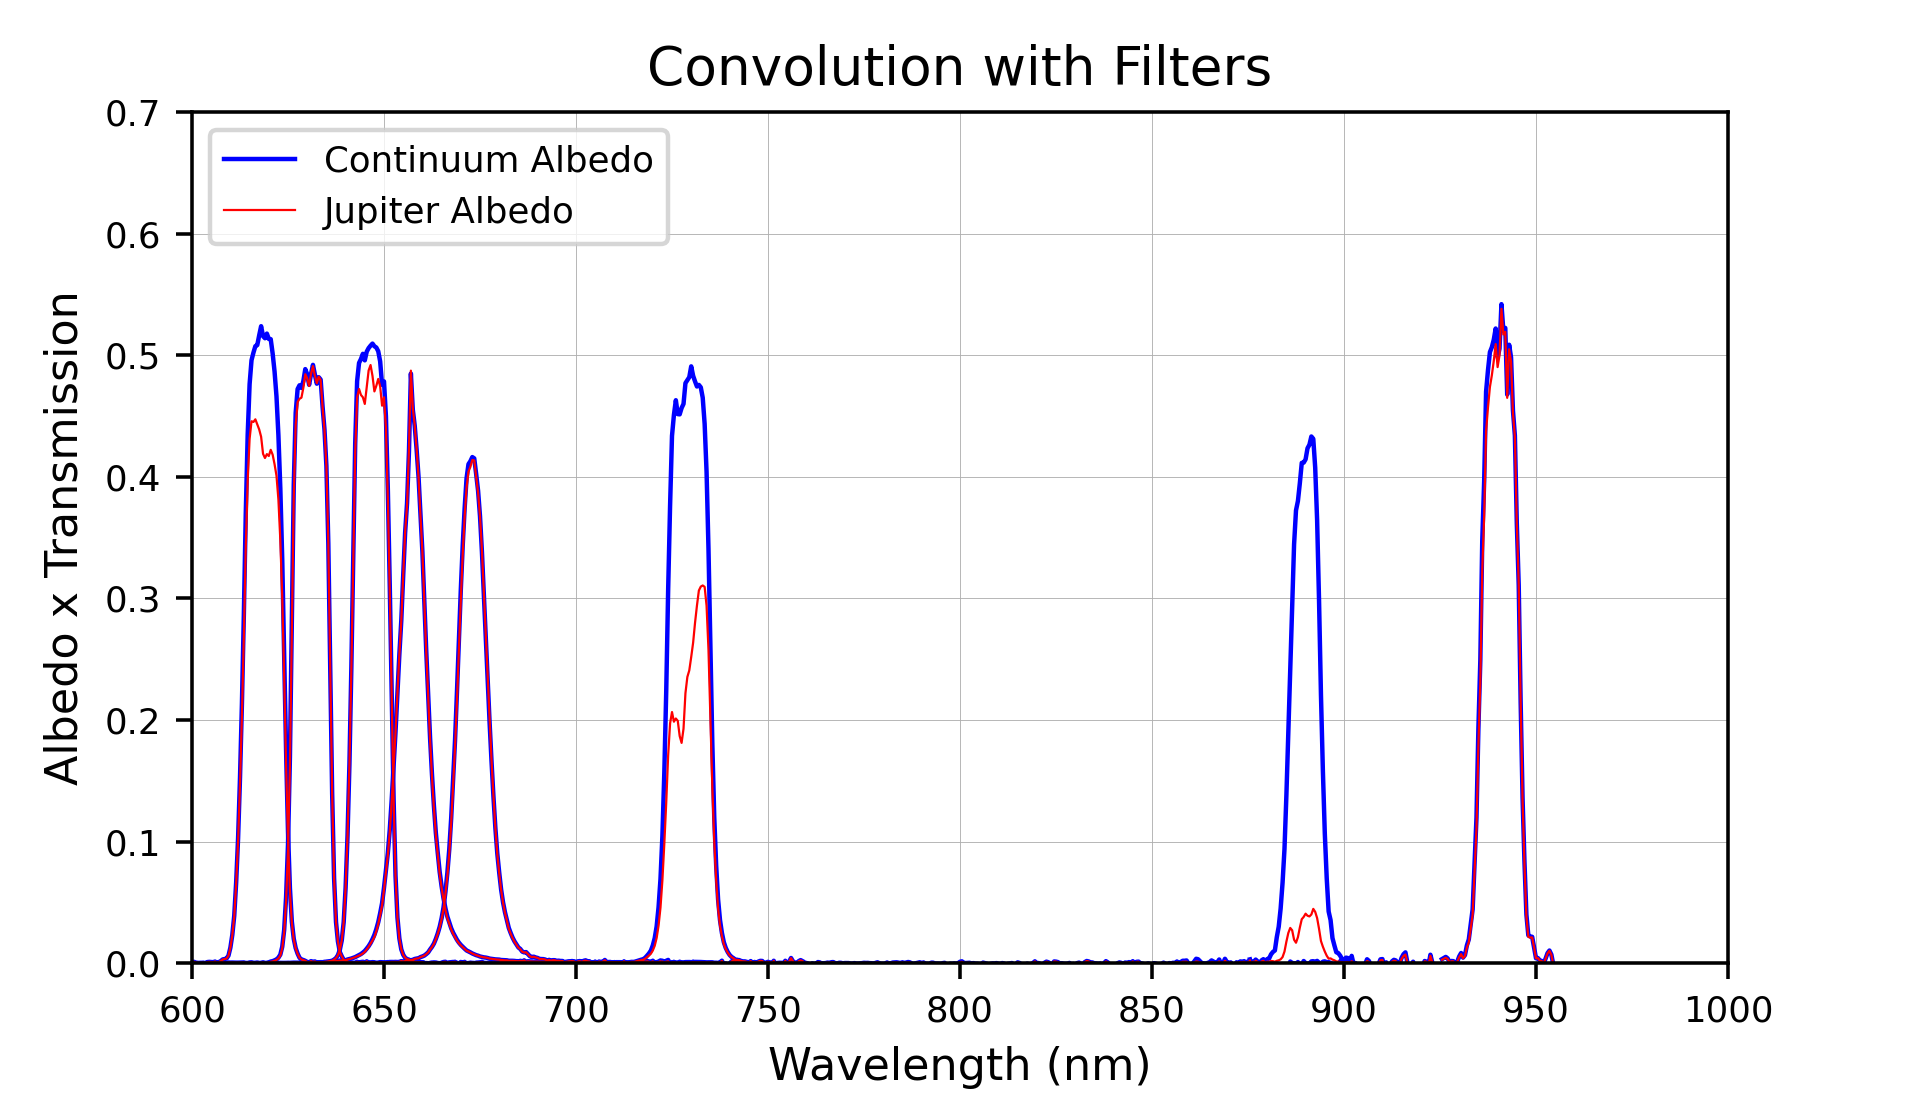 Convolution with Filters
0.7
0.6
0.5
0.4
0.3
0.2
0.1
0.0
Albedo x Transmission
Continuum Albedo
Jupiter Albedo
600 650 700 750 800 850 900 950 1000
Wavelength (nm)